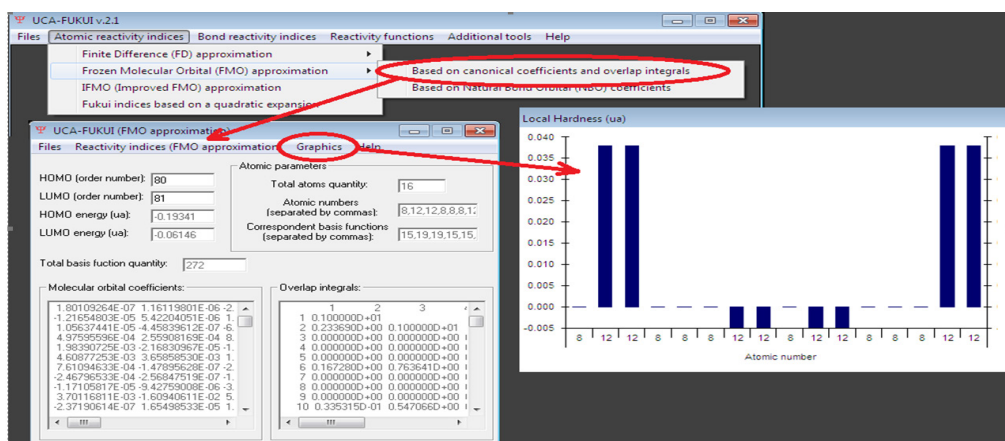 UCA-FUKUI v.2.1
Files Atomic reactivity indices Bond reactivity indices Reactivity functions Additional tools Help
Finite Difference (FD) approximation
Frozen Molecular Orbital (FMO) approximation
IFMO (Improved FMO) approximation
Fukui indices based on a quadratic expansion
Based on canonical coefficients and overlap integrals
Based on Natural Bond Orbital (NBO) coefficients
UCA-FUKUI (FMO approximation)
Files Reactivity indices (FMO approximation Graphics Help
HOMO (order number): 80
LUMO (order number): 81
HOMO energy (ua): -0.19341
LUMO energy (ua): -0.06146
Atomic parameters
Total atoms quantity: 16
Atomic numbers
(separated by commas): 8,12,12,8,8,8,12
Correspondent basis functions
(separated by commas): 15,19,19,15,15,
Total basis fuction quantity: 272
Molecular orbital coefficients:
1.80109264E-07 1.16119801E-06 -2.
-1.21654803E-05 5.42204051E-06 1.
1.05637441E-05 -4.45839612E-07 -6.
4.97595596E-04 2.55908169E-04 8.
1.98390725E-03 -2.16830967E-05 -1.
4.60877253E-03 3.65858530E-03 1.
7.61094633E-04 -1.47895628E-07 -2.
-2.46796533E-04 -2.56847519E-07 -1.
-1.17105817E-05 -9.42759008E-06 -3.
3.70116811E-03 -1.60940611E-02 5.
-2.37190614E-07 1.65498533E-05 1.
Overlap integrals:
1 2 3
1 0.100000D+01
2 0.233690D+00 0.100000D+01
3 0.000000D+00 0.000000D+00
4 0.000000D+00 0.000000D+00
5 0.000000D+00 0.000000D+00
6 0.167280D+00 0.763641D+00
7 0.000000D+00 0.000000D+00
8 0.000000D+00 0.000000D+00
9 0.000000D+00 0.000000D+00
10 0.335315D-01 0.547066D+00
Local Hardness (ua)
0.040
0.035
0.030
0.025
0.020
0.015
0.010
0.005
0.000
-0.005
8 12 12 8 8 8 12 12 8 12 12 8 8 8 12 12
Atomic number